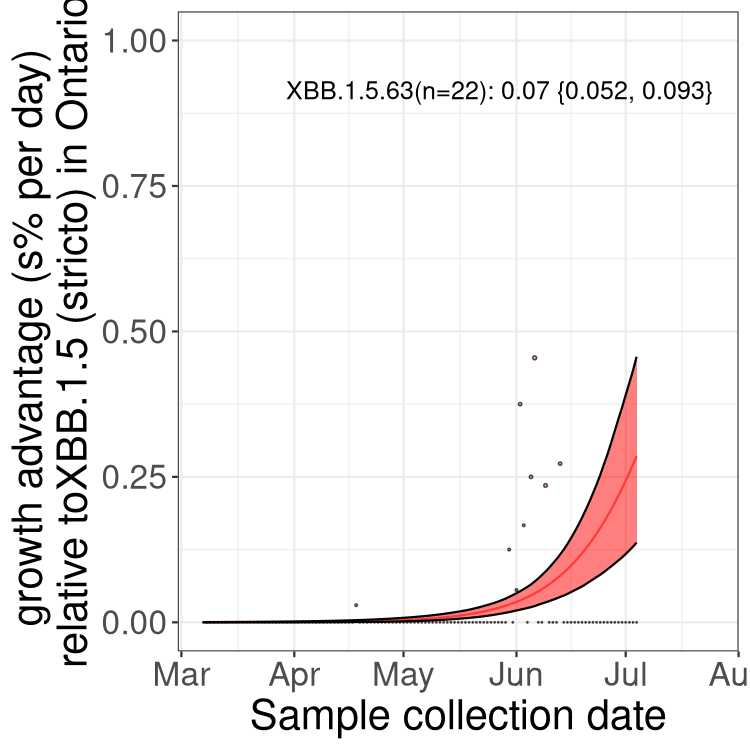 growth advantage (s% per day)
relative toXBB.1.5 (stricto) in Ontario
1.00
0.75
0.50
0.25
0.00
XBB.1.5.63(n=22): 0.07 {0.052, 0.093}
Mar Apr May Jun Jul Au
Sample collection date